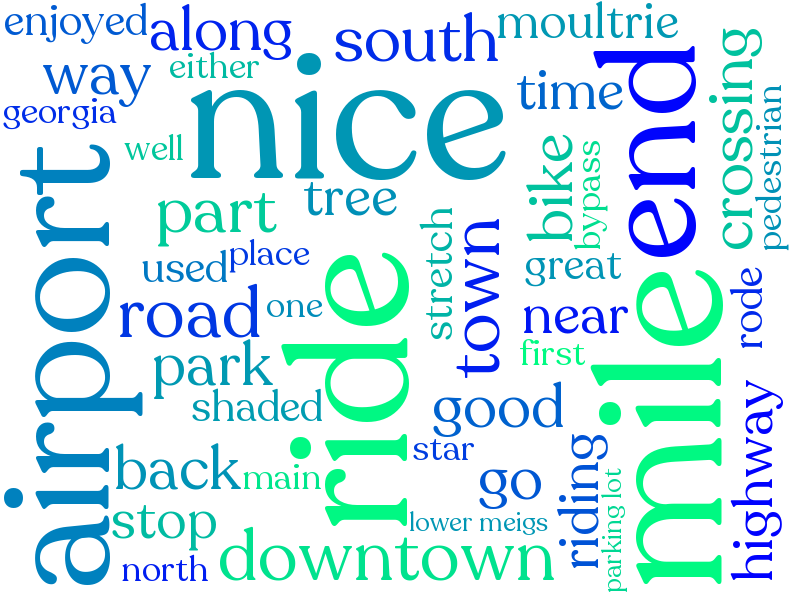 enjoyed
along
south
moultrie
way
either
nice
time
end
crossing
georgia
well
airport
part
tree
bike
bypass
pedestrian
used
place
ride
stretch
town
great
mile
road
one
near
rode
park
first
shaded
good
highway
back
main
star
go
riding
parking lot
stop
lower meigs
north
downtown